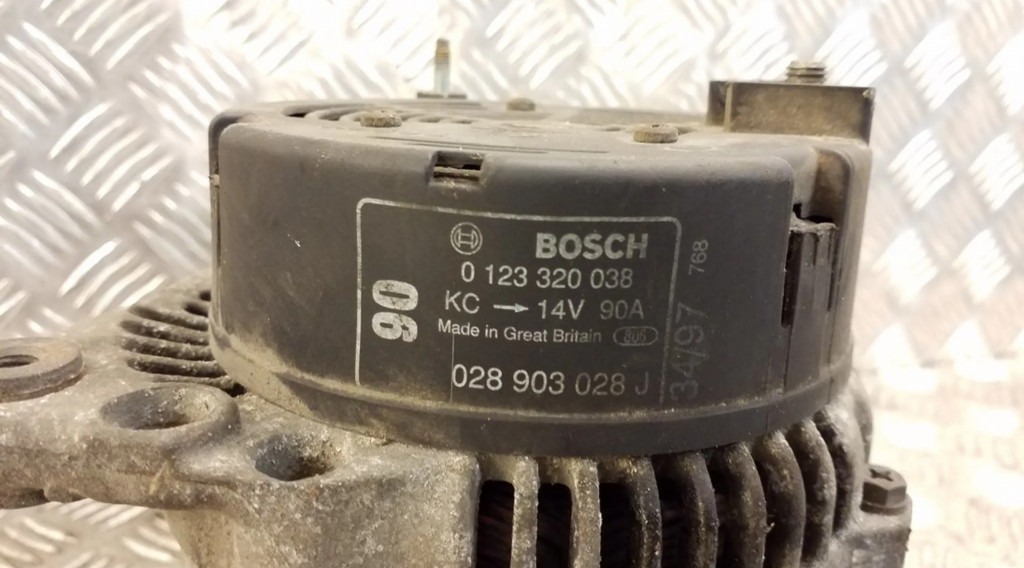 BOSCH
0 123 320 038
KC → 14V 90A
Made in Great Britain 806
028 903 028 J
90
34/97
768